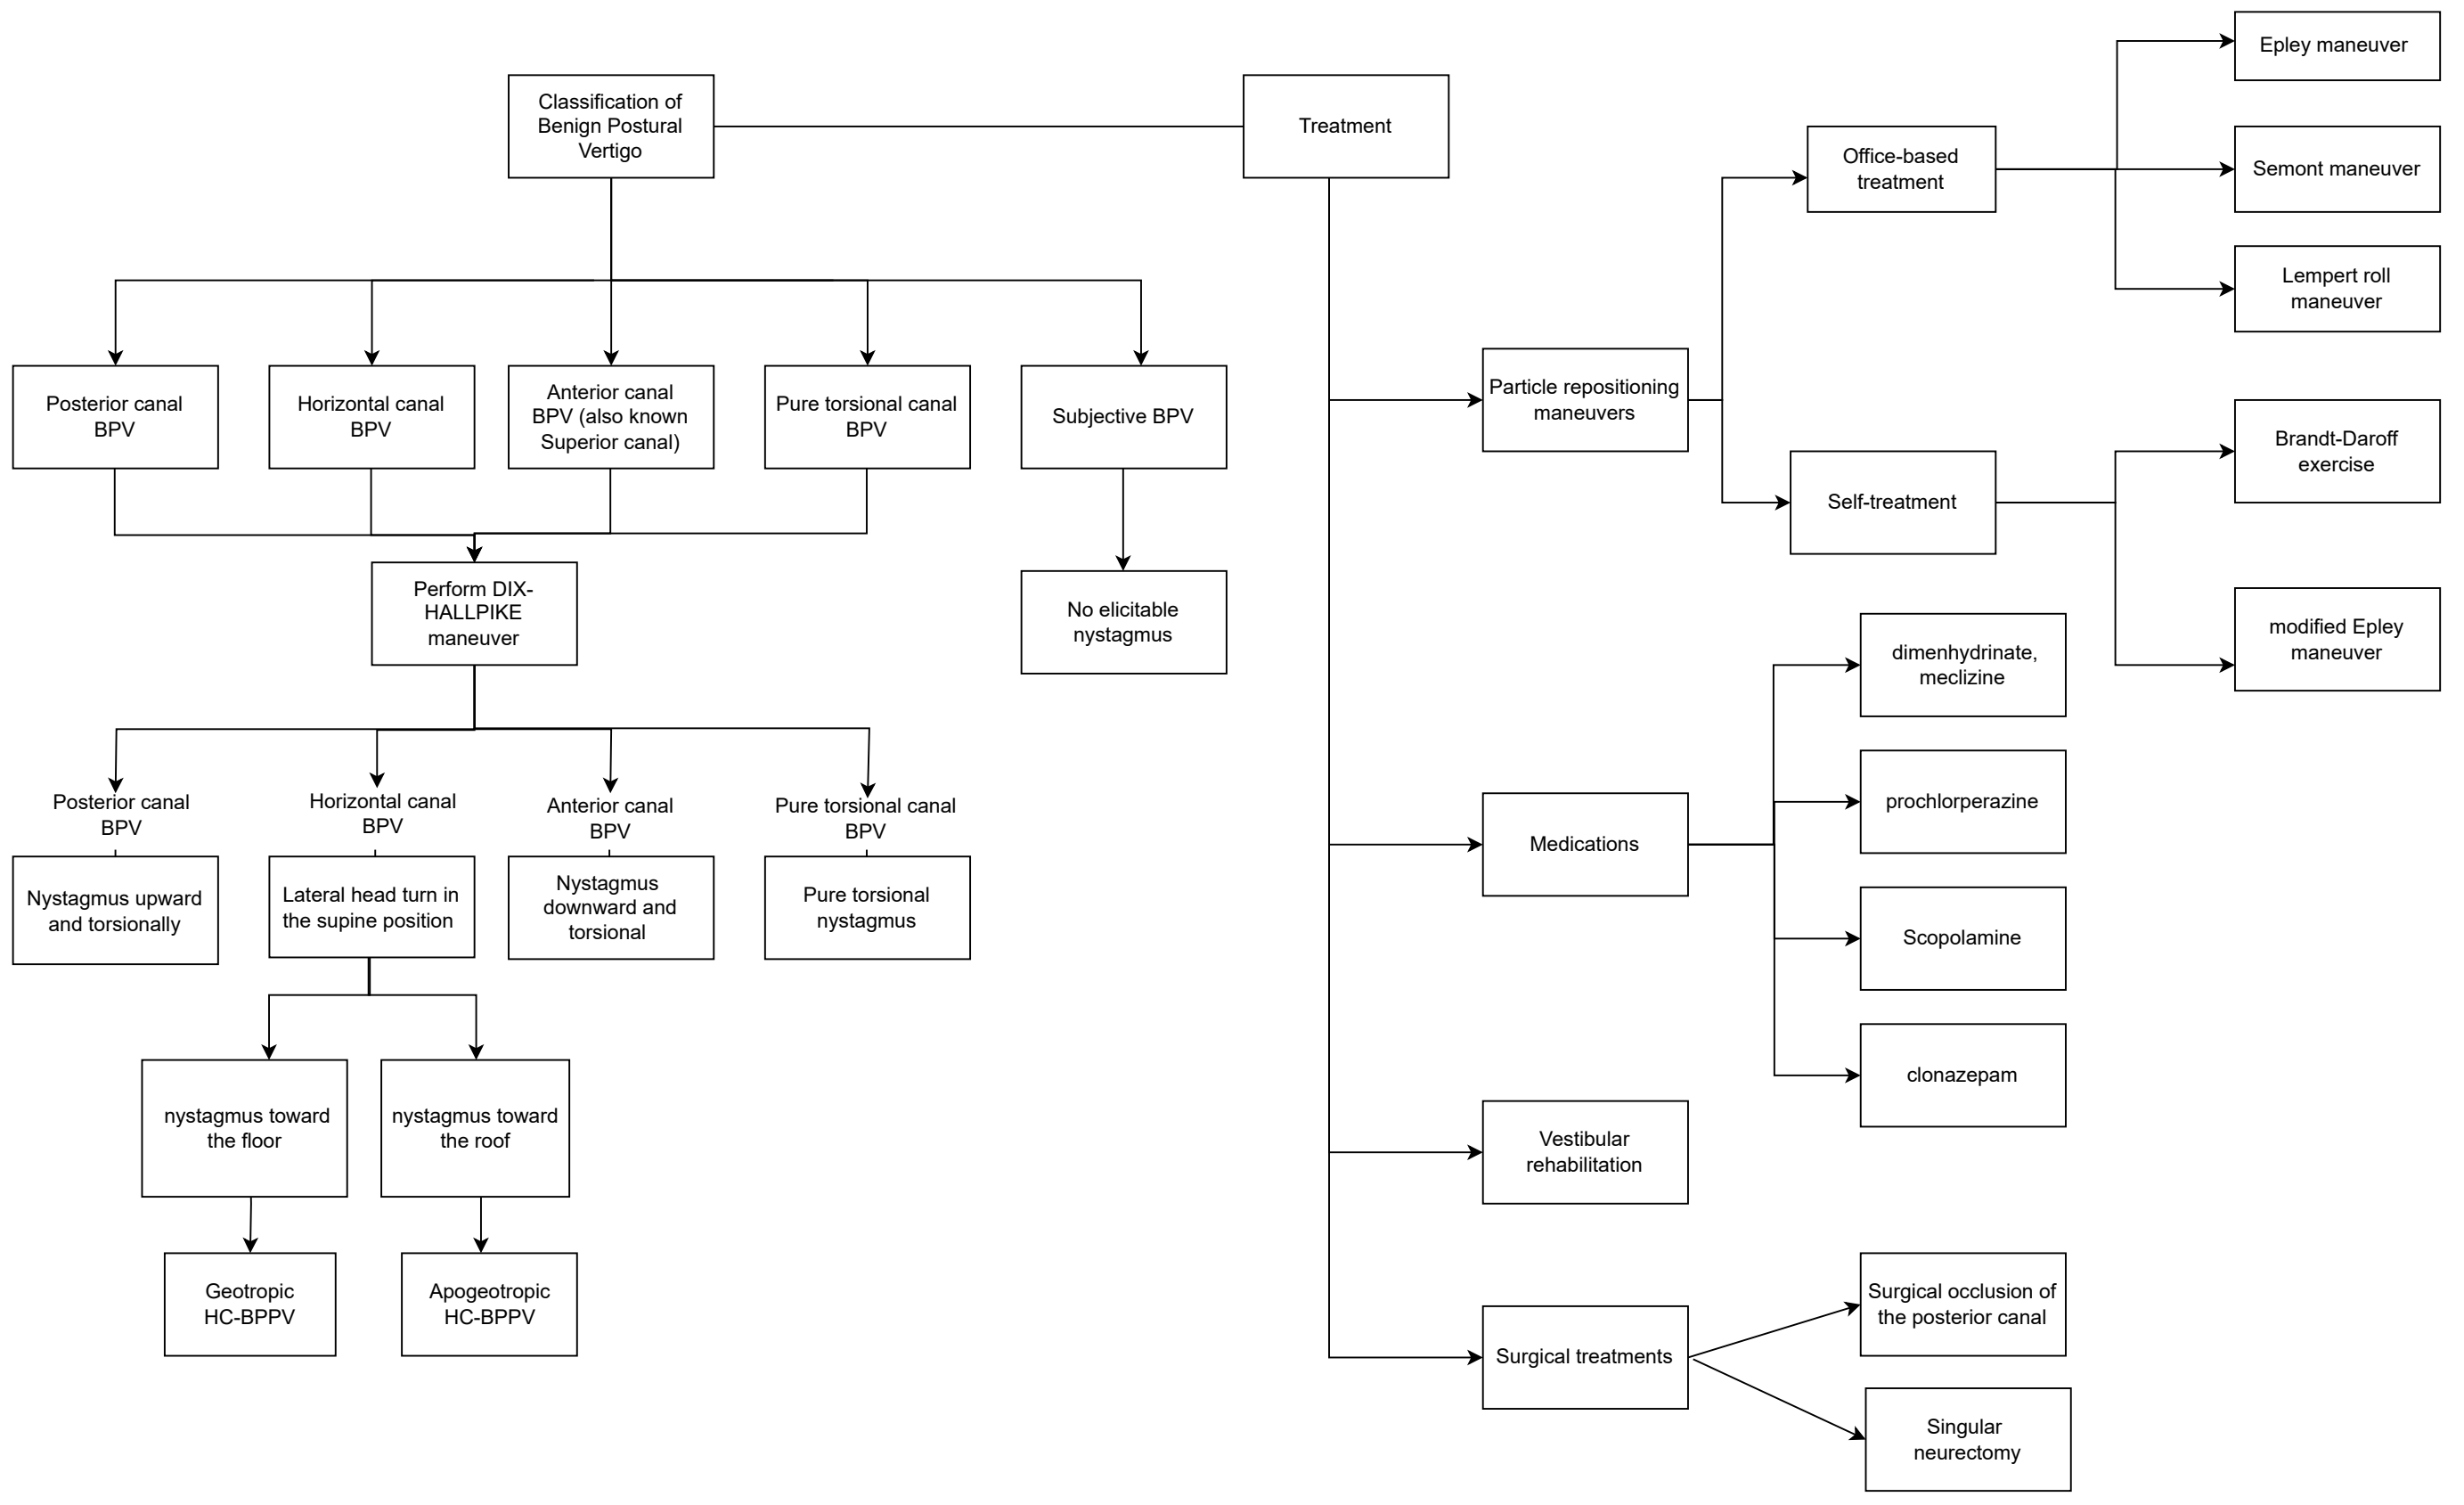 Classification of
Benign Postural
Vertigo
Treatment
Posterior canal
BPV
Horizontal canal
BPV
Anterior canal
BPV (also known
Superior canal)
Pure torsional canal
BPV
Subjective BPV
Perform DIX-
HALLPIKE
maneuver
No elicitable
nystagmus
Posterior canal
BPV
Horizontal canal
BPV
Anterior canal
BPV
Pure torsional canal
BPV
Nystagmus upward
and torsionally
Lateral head turn in
the supine position
Nystagmus
downward and
torsional
Pure torsional
nystagmus
nystagmus toward
the floor
nystagmus toward
the roof
Geotropic
HC-BPPV
Apogeotropic
HC-BPPV
Particle repositioning
maneuvers
Office-based
treatment
Epley maneuver
Semont maneuver
Lempert roll
maneuver
Self-treatment
Brandt-Daroff
exercise
modified Epley
maneuver
Medications
dimenhydrinate,
meclizine
prochlorperazine
Scopolamine
clonazepam
Vestibular
rehabilitation
Surgical treatments
Surgical occlusion of
the posterior canal
Singular
neurectomy